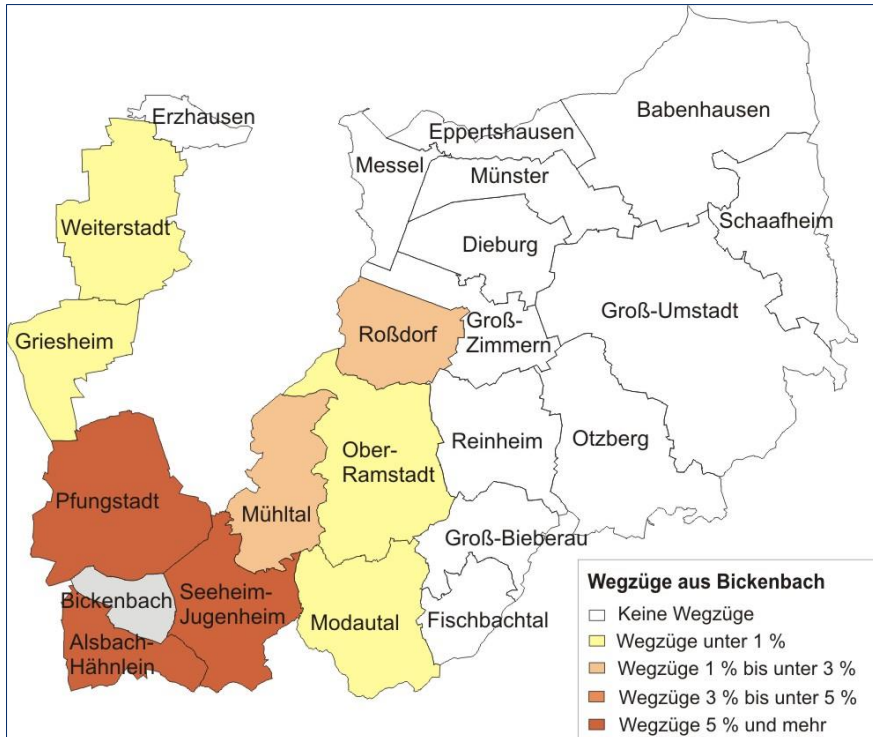 Erzhausen
Babenhausen
Eppertshausen
Messel
Münster
Weiterstadt
Schaafheim
Dieburg
Groß-Umstadt
Griesheim
Roßdorf
Groß-
Zimmern
Reinheim
Otzberg
Ober-
Ramstadt
Pfungstadt
Mühltal
Groß-Bieberau
Bickenbach
Seeheim-
Jugenheim
Modautal
Fischbachtal
Alsbach-
Hähnlein
Wegzüge aus Bickenbach
Keine Wegzüge
Wegzüge unter 1 %
Wegzüge 1 % bis unter 3 %
Wegzüge 3 % bis unter 5 %
Wegzüge 5 % und mehr